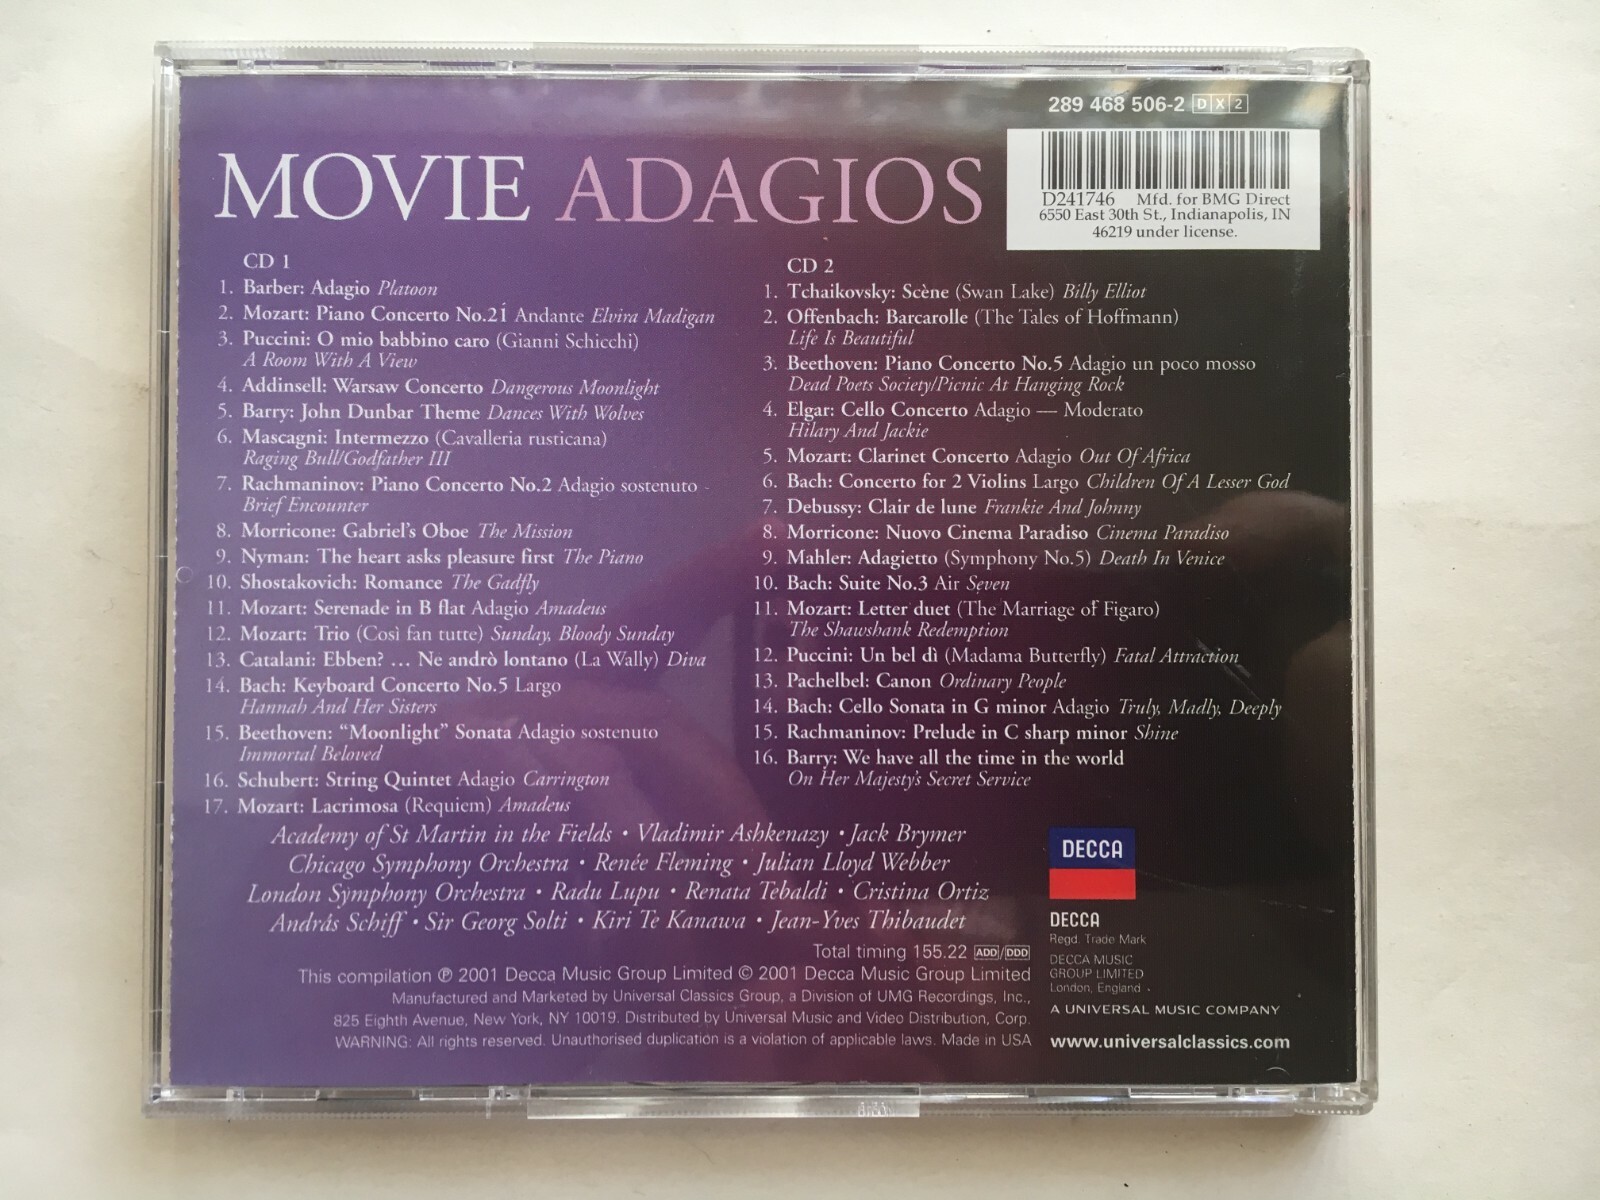 289 468 506-2 DX2
MOVIE ADAGIOS
D241746 Mfd. for BMG Direct
6550 East 30th St., Indianapolis, IN
46219 under license.
CD 1
1. Barber: Adagio Platoon
2. Mozart: Piano Concerto No.21 Andante Elvira Madigan
3. Puccini: O mio babbino caro (Gianni Schicchi)
A Room With A View
4. Addinsell: Warsaw Concerto Dangerous Moonlight
5. Barry: John Dunbar Theme Dances With Wolves
6. Mascagni: Intermezzo (Cavalleria rusticana)
Raging Bull/Godfather III
7. Rachmaninov: Piano Concerto No.2 Adagio sostenuto
Brief Encounter
8. Morricone: Gabriel's Oboe The Mission
9. Nyman: The heart asks pleasure first The Piano
10. Shostakovich: Romance The Gadfly
11. Mozart: Serenade in B flat Adagio Amadeus
12. Mozart: Trio (Così fan tutte) Sunday, Bloody Sunday
13. Catalani: Ebben? ... Ne andrò lontano (La Wally) Diva
14. Bach: Keyboard Concerto No.5 Largo
Hannah And Her Sisters
15. Beethoven: "Moonlight" Sonata Adagio sostenuto
Immortal Beloved
16. Schubert: String Quintet Adagio Carrington
17. Mozart: Lacrimosa (Requiem) Amadeus
CD 2
1. Tchaikovsky: Scène (Swan Lake) Billy Elliot
2. Offenbach: Barcarolle (The Tales of Hoffmann)
Life Is Beautiful
3. Beethoven: Piano Concerto No.5 Adagio un poco mosso
Dead Poets Society/Picnic At Hanging Rock
4. Elgar: Cello Concerto Adagio — Moderato
Hilary And Jackie
5. Mozart: Clarinet Concerto Adagio Out Of Africa
6. Bach: Concerto for 2 Violins Largo Children Of A Lesser God
7. Debussy: Clair de lune Frankie And Johnny
8. Morricone: Nuovo Cinema Paradiso Cinema Paradiso
9. Mahler: Adagietto (Symphony No.5) Death In Venice
10. Bach: Suite No.3 Air Seven
11. Mozart: Letter duet (The Marriage of Figaro)
The Shawshank Redemption
12. Puccini: Un bel dì (Madama Butterfly) Fatal Attraction
13. Pachelbel: Canon Ordinary People
14. Bach: Cello Sonata in G minor Adagio Truly, Madly, Deeply
15. Rachmaninov: Prelude in C sharp minor Shine
16. Barry: We have all the time in the world
On Her Majesty's Secret Service
Academy of St Martin in the Fields • Vladimir Ashkenazy • Jack Brymer
Chicago Symphony Orchestra • Renée Fleming • Julian Lloyd Webber
London Symphony Orchestra • Radu Lupu • Renata Tebaldi • Cristina Ortiz
András Schiff • Sir Georg Solti • Kiri Te Kanawa • Jean-Yves Thibaudet
Total timing 155.22 ADD/DDD
This compilation ℗ 2001 Decca Music Group Limited © 2001 Decca Music Group Limited
Manufactured and Marketed by Universal Classics Group, a Division of UMG Recordings, Inc.,
825 Eighth Avenue, New York, NY 10019. Distributed by Universal Music and Video Distribution, Corp.
WARNING: All rights reserved. Unauthorised duplication is a violation of applicable laws. Made in USA
DECCA
DECCA
Regd. Trade Mark
DECCA MUSIC
GROUP LIMITED
London, England
A UNIVERSAL MUSIC COMPANY
www.universalclassics.com